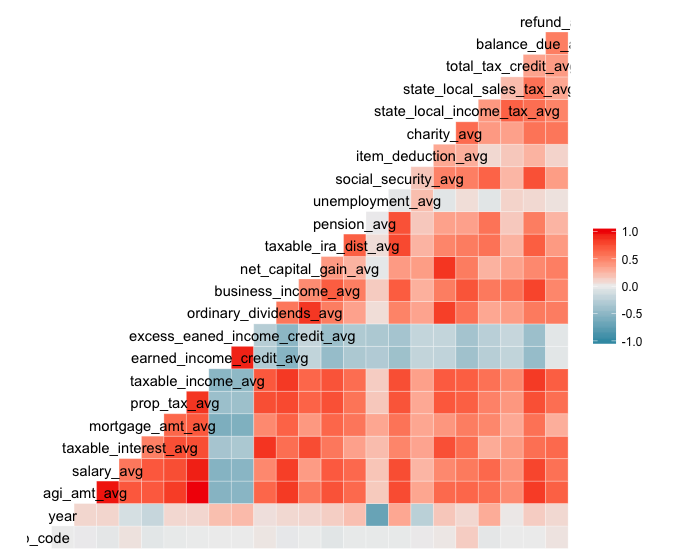 refund_
balance_due_a
total_tax_credit_av
state_local_sales_tax_avg
state_local_income_tax_avg
charity_avg
item_deduction_avg
social_security_avg
unemployment_avg
pension_avg
taxable_ira_dist_avg
net_capital_gain_avg
business_income_avg
ordinary_dividends_avg
excess_eaned_income_credit_avg
earned_income_credit_avg
taxable_income_avg
prop_tax_avg
mortgage_amt_avg
taxable_interest_avg
salary_avg
agi_amt_avg
year
_code
1.0
0.5
0.0
-0.5
-1.0